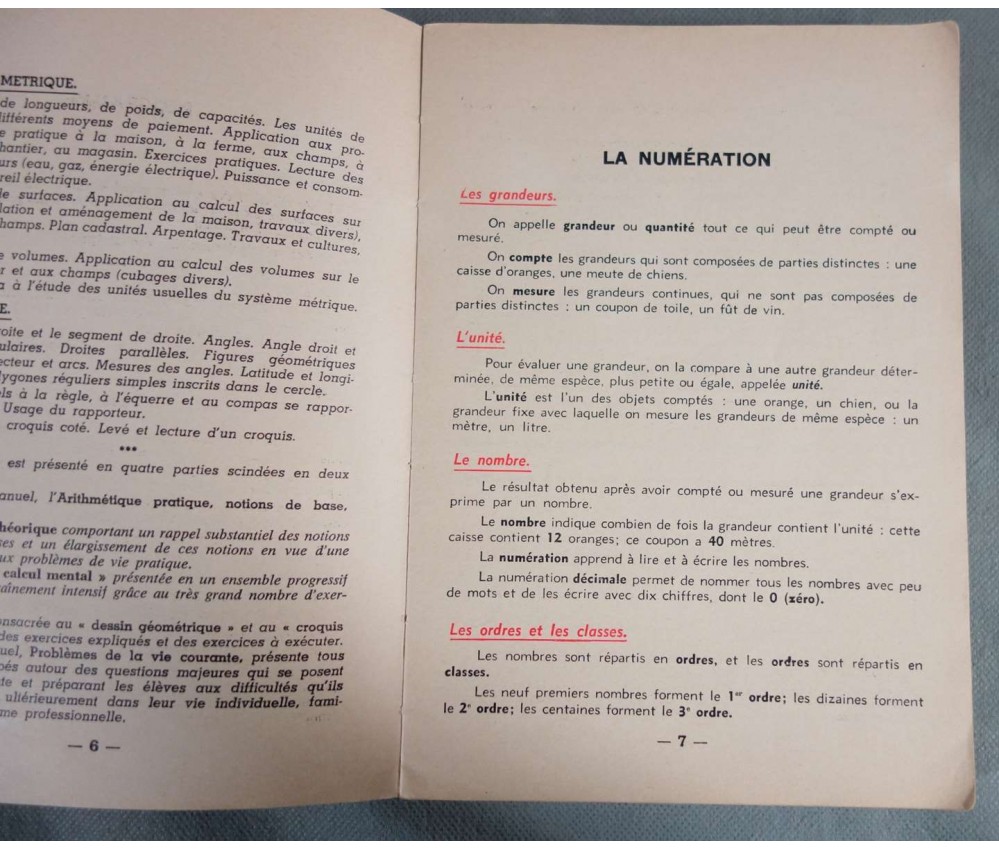 METRIQUE.
de longueurs, de poids, de capacités. Les unités de
différents moyens de paiement. Application aux pro-
e pratique à la maison, à la ferme, aux champs, à
hantier, au magasin. Exercices pratiques. Lecture des
urs (eau, gaz, énergie électrique). Puissance et consom-
reil électrique.
de surfaces. Application au calcul des surfaces sur
lation et aménagement de la maison, travaux divers),
hamps. Plan cadastral. Arpentage. Travaux et cultures,
e volumes. Application au calcul des volumes sur le
r et aux champs (cubages divers).
a à l'étude des unités usuelles du système métrique.
E.
roite et le segment de droite. Angles. Angle droit et
ulaires. Droites parallèles. Figures géométriques
ecteur et arcs. Mesures des angles. Latitude et longi-
lygones réguliers simples inscrits dans le cercle.
els à la règle, à l'équerre et au compas se rappor-
Usage du rapporteur.
croquis coté. Levé et lecture d'un croquis.
***
est présenté en quatre parties scindées en deux
anuel, l'Arithmétique pratique, notions de base,
héorique comportant un rappel substantiel des notions
ses et un élargissement de ces notions en vue d'une
ux problèmes de vie pratique.
calcul mental » présentée en un ensemble progressif
aînement intensif grâce au très grand nombre d'exer-
onsacrée au « dessin géométrique » et au « croquis
des exercices expliqués et des exercices à exécuter.
uel, Problèmes de la vie courante, présente tous
pés autour des questions majeures qui se posent
te et préparant les élèves aux difficultés qu'ils
ultérieurement dans leur vie individuelle, fami-
me professionnelle.
— 6 —
LA NUMÉRATION
Les grandeurs.
On appelle grandeur ou quantité tout ce qui peut être compté ou
mesuré.
On compte les grandeurs qui sont composées de parties distinctes : une
caisse d'oranges, une meute de chiens.
On mesure les grandeurs continues, qui ne sont pas composées de
parties distinctes : un coupon de toile, un fût de vin.
L'unité.
Pour évaluer une grandeur, on la compare à une autre grandeur déter-
minée, de même espèce, plus petite ou égale, appelée unité.
L'unité est l'un des objets comptés : une orange, un chien, ou la
grandeur fixe avec laquelle on mesure les grandeurs de même espèce : un
mètre, un litre.
Le nombre.
Le résultat obtenu après avoir compté ou mesuré une grandeur s'ex-
prime par un nombre.
Le nombre indique combien de fois la grandeur contient l'unité : cette
caisse contient 12 oranges; ce coupon a 40 mètres.
La numération apprend à lire et à écrire les nombres.
La numération décimale permet de nommer tous les nombres avec peu
de mots et de les écrire avec dix chiffres, dont le 0 (zéro).
Les ordres et les classes.
Les nombres sont répartis en ordres, et les ordres sont répartis en
classes.
Les neuf premiers nombres forment le 1er ordre; les dizaines forment
le 2e ordre; les centaines forment le 3e ordre.
— 7 —